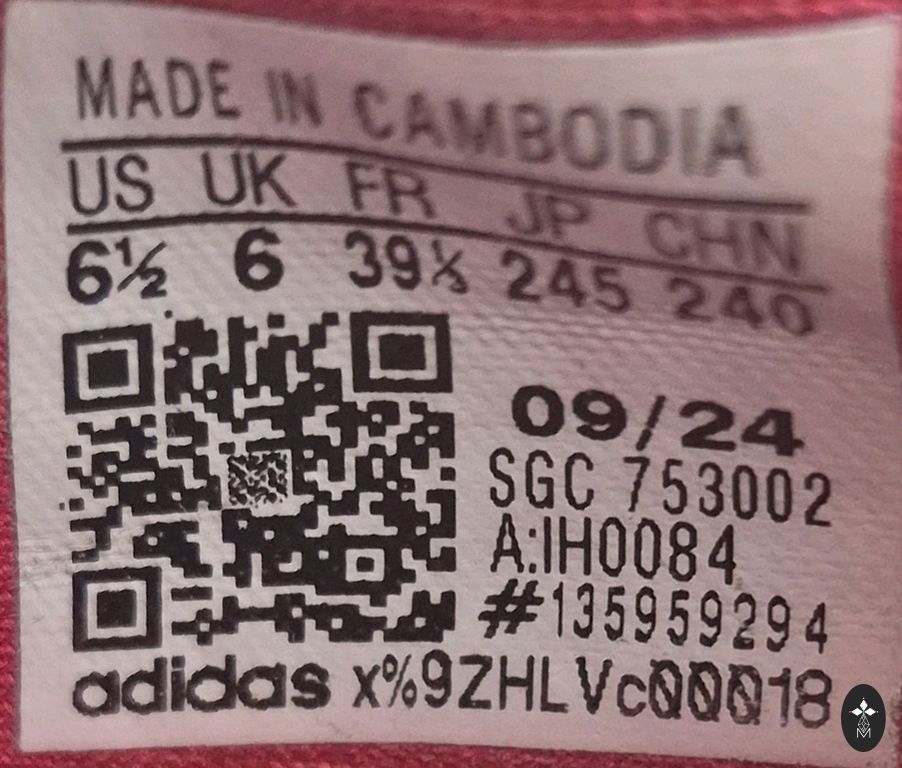 MADE IN CAMBODIA
US UK FR JP CHN
6½ 6 39⅓ 245 240
09/24
SGC 753002
A:IH0084
#135959294
adidas x%9ZHLVc00018
M